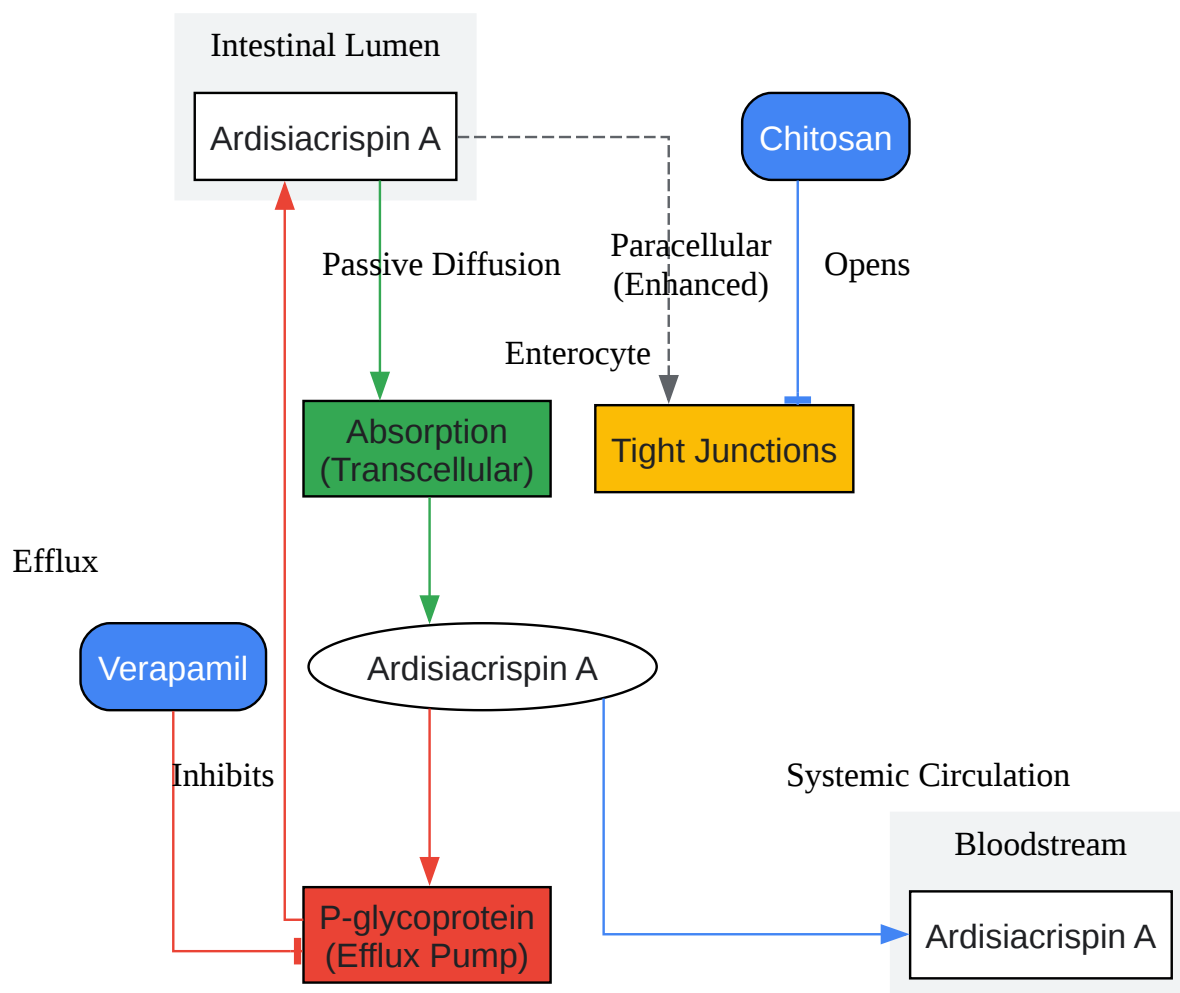 Intestinal Lumen
Ardisiacrispin A
Chitosan
Passive Diffusion
Paracellular
(Enhanced)
Opens
Enterocyte
Absorption
(Transcellular)
Tight Junctions
Efflux
Verapamil
Ardisiacrispin A
Inhibits
Systemic Circulation
Bloodstream
P-glycoprotein
(Efflux Pump)
Ardisiacrispin A